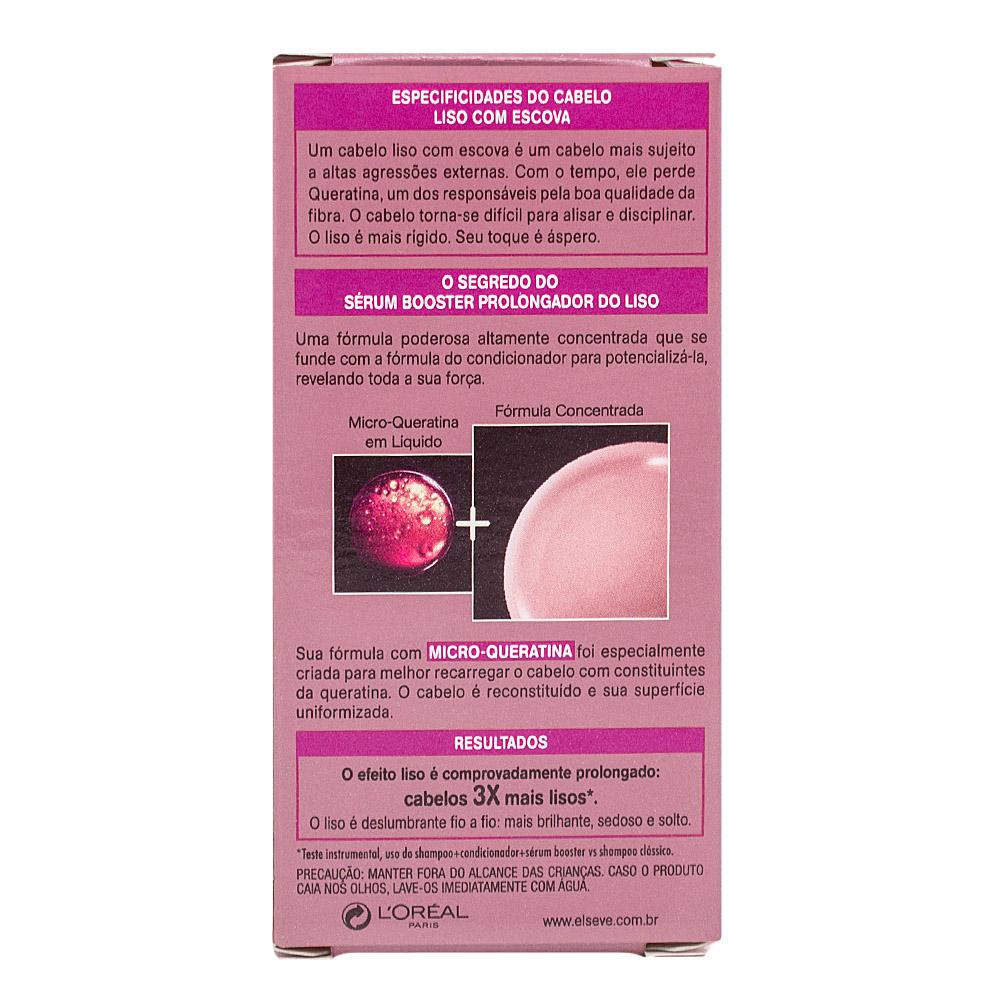 ESPECIFICIDADES DO CABELO
LISO COM ESCOVA
Um cabelo liso com escova é um cabelo mais sujeito
a altas agressões externas. Com o tempo, ele perde
Queratina, um dos responsáveis pela boa qualidade da
fibra. O cabelo torna-se difícil para alisar e disciplinar.
O liso é mais rígido. Seu toque é áspero.
O SEGREDO DO
SÉRUM BOOSTER PROLONGADOR DO LISO
Uma fórmula poderosa altamente concentrada que se
funde com a fórmula do condicionador para potencializá-la,
revelando toda a sua força.
Micro-Queratina
em Líquido
Fórmula Concentrada
+
Sua fórmula com MICRO-QUERATINA foi especialmente
criada para melhor recarregar o cabelo com constituintes
da queratina. O cabelo é reconstituído e sua superfície
uniformizada.
RESULTADOS
O efeito liso é comprovadamente prolongado:
cabelos 3X mais lisos*.
O liso é deslumbrante fio a fio: mais brilhante, sedoso e solto.
*Teste instrumental, uso do shampoo+condicionador+sérum booster vs shampoo clássico.
PRECAUÇÃO: MANTER FORA DO ALCANCE DAS CRIANÇAS. CASO O PRODUTO
CAIA NOS OLHOS, LAVE-OS IMEDIATAMENTE COM ÁGUA.
L'ORÉAL
PARIS
www.elseve.com.br